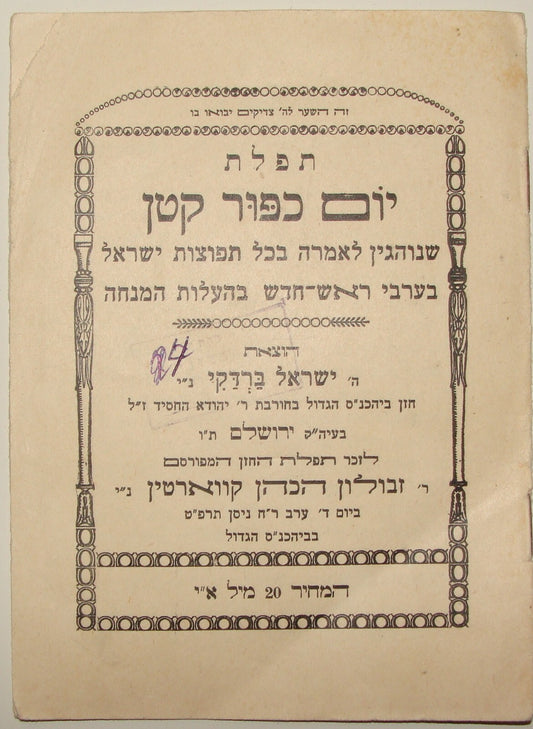 זה השער לה' צדיקים יבואו בו
תפלת
יום כפור קטן
שנוהגין לאמרה בכל תפוצות ישראל
בערבי ראש־חדש בהעלות המנחה
24
הוצאת
ה' ישראל בַּרְדַקִי נ״י
חזן ביהכנ״ס הגדול בחורבת ר' יהודא החסיד ז״ל
בעיה״ק ירושלם ת״ו
לזכר תפלת החזן המפורסם
ר' זבולון הכהן קווארטין נ״י
ביום ד' ערב ר״ח ניסן תרפ״ט
בביהכנ״ס הגדול
המחיר 20 מיל א״י